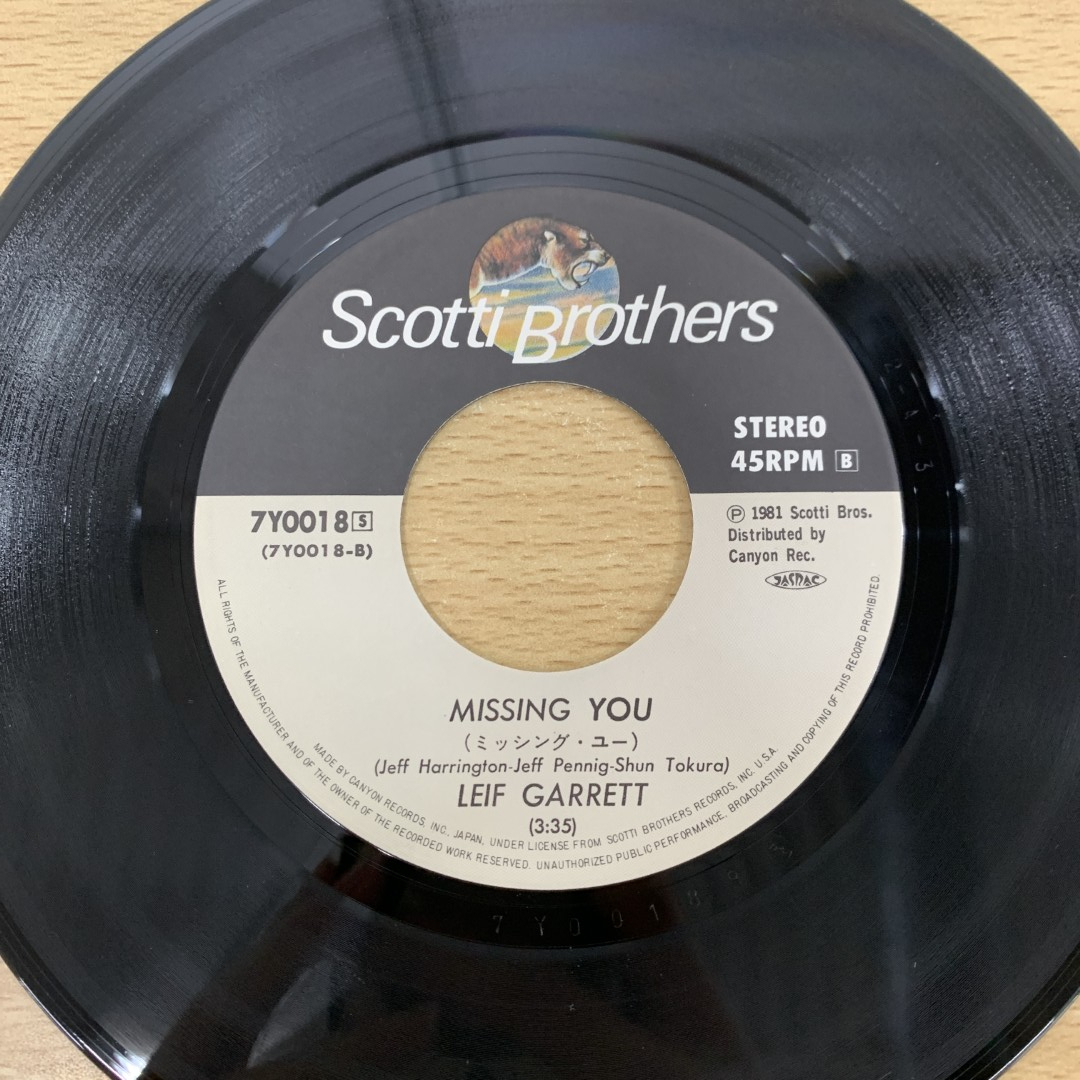 Scotti Brothers
STEREO
45RPM B
7Y0018 S
(7Y0018-B)
Ⓟ 1981 Scotti Bros.
Distributed by
Canyon Rec.
JASRAC
MISSING YOU
(ミッシング・ユー)
(Jeff Harrington-Jeff Pennig-Shun Tokura)
LEIF GARRETT
(3:35)
MADE BY CANYON RECORDS, INC., JAPAN, UNDER LICENSE FROM SCOTTI BROTHERS RECORDS, INC. U.S.A.
ALL RIGHTS OF THE MANUFACTURER AND OF THE OWNER OF THE RECORDED WORK RESERVED. UNAUTHORIZED PUBLIC PERFORMANCE, BROADCASTING AND COPYING OF THIS RECORD PROHIBITED.
7Y0018